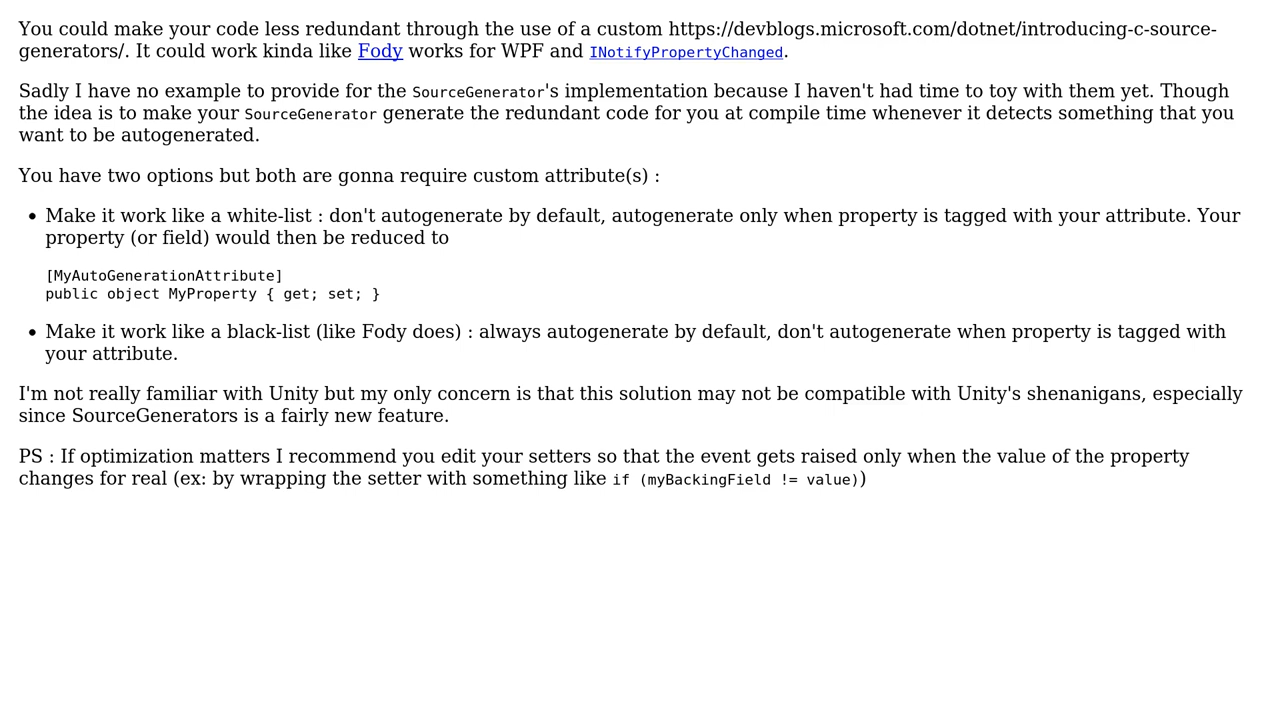 You could make your code less redundant through the use of a custom https://devblogs.microsoft.com/dotnet/introducing-c-source-
generators/. It could work kinda like Fody works for WPF and INotifyPropertyChanged.
Sadly I have no example to provide for the SourceGenerator's implementation because I haven't had time to toy with them yet. Though
the idea is to make your SourceGenerator generate the redundant code for you at compile time whenever it detects something that you
want to be autogenerated.
You have two options but both are gonna require custom attribute(s) :
• Make it work like a white-list : don't autogenerate by default, autogenerate only when property is tagged with your attribute. Your
property (or field) would then be reduced to
[MyAutoGenerationAttribute]
public object MyProperty { get; set; }
• Make it work like a black-list (like Fody does) : always autogenerate by default, don't autogenerate when property is tagged with
your attribute.
I'm not really familiar with Unity but my only concern is that this solution may not be compatible with Unity's shenanigans, especially
since SourceGenerators is a fairly new feature.
PS : If optimization matters I recommend you edit your setters so that the event gets raised only when the value of the property
changes for real (ex: by wrapping the setter with something like if (myBackingField != value))